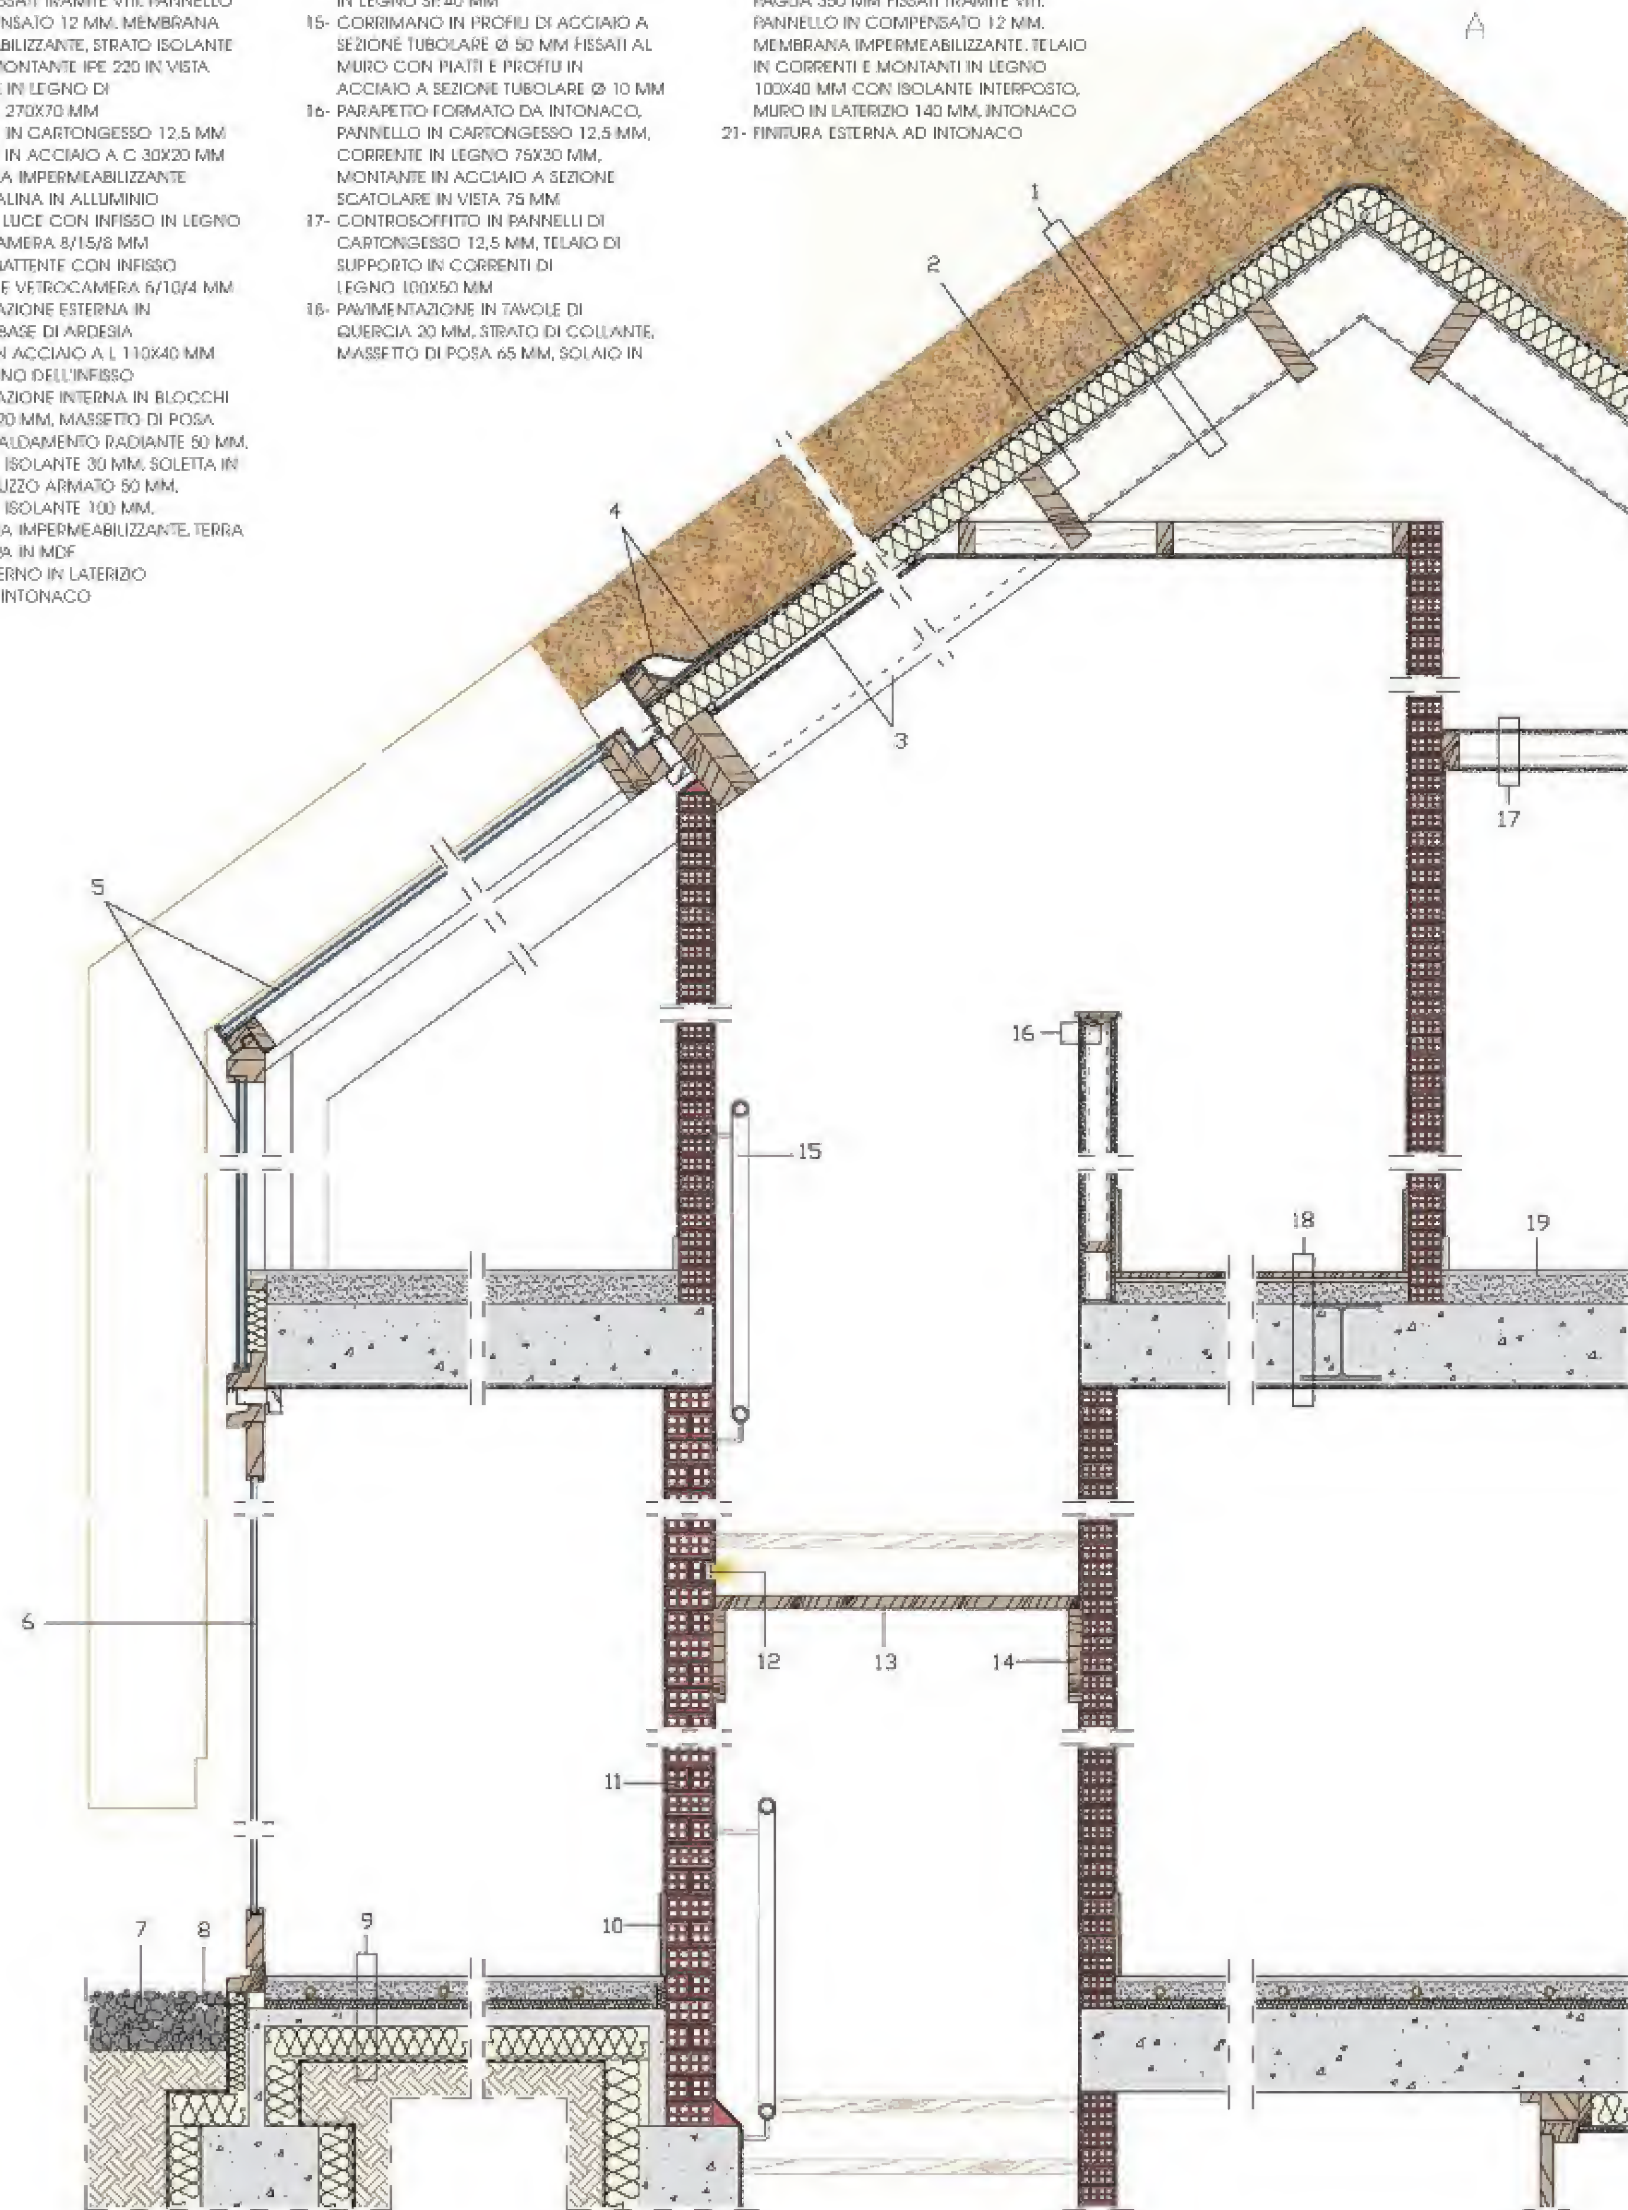 ENSATO 12 MM, MEMBRANA
ABILIZZANTE, STRATO ISOLANTE
MONTANTE IPE 220 IN VISTA
E IN LEGNO DI
270X70 MM
IN CARTONGESSO 12,5 MM
IN ACCIAIO A C 30X20 MM
A IMPERMEABILIZZANTE
ALINA IN ALLUMINIO
LUCE CON INFISSO IN LEGNO
AMERA 8/15/8 MM
BATTENTE CON INFISSO
E VETROCAMERA 6/10/4 MM
AZIONE ESTERNA IN
BASE DI ARDESIA
N ACCIAIO A L 110X40 MM
NO DELL'INFISSO
AZIONE INTERNA IN BLOCCHI
20 MM, MASSETTO DI POSA
ALDAMENTO RADIANTE 50 MM,
ISOLANTE 30 MM, SOLETTA IN
UZZO ARMATO 50 MM,
ISOLANTE 100 MM,
A IMPERMEABILIZZANTE, TERRA
A IN MDF
ERNO IN LATERIZIO
INTONACO
IN LEGNO SP. 40 MM
15- CORRIMANO IN PROFILI DI ACCIAIO A
SEZIONE TUBOLARE Ø 50 MM FISSATI AL
MURO CON PIATTI E PROFILI IN
ACCIAIO A SEZIONE TUBOLARE Ø 10 MM
16- PARAPETTO FORMATO DA INTONACO,
PANNELLO IN CARTONGESSO 12,5 MM,
CORRENTE IN LEGNO 75X30 MM,
MONTANTE IN ACCIAIO A SEZIONE
SCATOLARE IN VISTA 75 MM
17- CONTROSOFFITTO IN PANNELLI DI
CARTONGESSO 12,5 MM, TELAIO DI
SUPPORTO IN CORRENTI DI
LEGNO 100X50 MM
18- PAVIMENTAZIONE IN TAVOLE DI
QUERCIA 20 MM, STRATO DI COLLANTE,
MASSETTO DI POSA 65 MM, SOLAIO IN
PAGLIA 350 MM FISSATI TRAMITE VITI,
PANNELLO IN COMPENSATO 12 MM,
MEMBRANA IMPERMEABILIZZANTE, TELAIO
IN CORRENTI E MONTANTI IN LEGNO
100X40 MM CON ISOLANTE INTERPOSTO,
MURO IN LATERIZIO 140 MM, INTONACO
21- FINITURA ESTERNA AD INTONACO
A
1
2
4
3
17
5
16
15
18
19
6
12
13
14
11
10
7
8
9